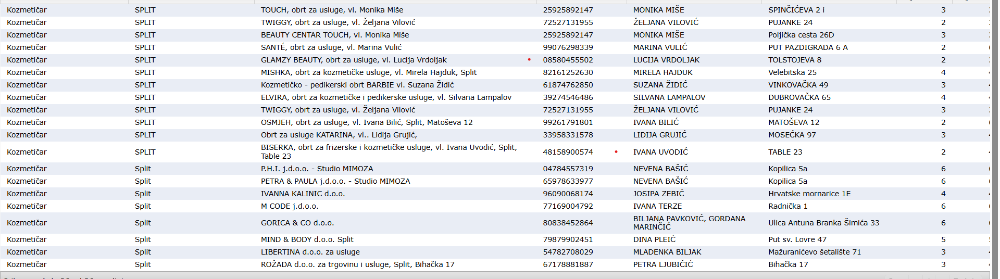 Kozmetičar SPLIT TOUCH, obrt za usluge, vl. Monika Miše 25925892147 MONIKA MIŠE SPINČIĆEVA 2 i 3
Kozmetičar SPLIT TWIGGY, obrt za usluge, vl. Željana Vilović 72527131955 ŽELJANA VILOVIĆ PUJANKE 24 2
Kozmetičar SPLIT BEAUTY CENTAR TOUCH, vl. Monika Miše 25925892147 MONIKA MIŠE Poljička cesta 26D 3
Kozmetičar SPLIT SANTÉ, obrt za usluge, vl. Marina Vulić 99076298339 MARINA VULIĆ PUT PAZDIGRADA 6 A 2
Kozmetičar SPLIT GLAMZY BEAUTY, obrt za usluge, vl. Lucija Vrdoljak 08580455502 LUCIJA VRDOLJAK TOLSTOJEVA 8 2
Kozmetičar SPLIT MISHKA, obrt za kozmetičke usluge, vl. Mirela Hajduk, Split 82161252630 MIRELA HAJDUK Velebitska 25 4
Kozmetičar SPLIT Kozmetičko - pedikerski obrt BARBIE vl. Suzana Židić 61874762850 SUZANA ŽIDIĆ VINKOVAČKA 49 3
Kozmetičar SPLIT ELVIRA, obrt za kozmetičke i pedikerske usluge, vl. Silvana Lampalov 39274546486 SILVANA LAMPALOV DUBROVAČKA 65 4
Kozmetičar SPLIT TWIGGY, obrt za usluge, vl. Željana Vilović 72527131955 ŽELJANA VILOVIĆ PUJANKE 24 3
Kozmetičar SPLIT OSMJEH, obrt za usluge, vl. Ivana Bilić, Split, Matoševa 12 99261791801 IVANA BILIĆ MATOŠEVA 12 2
Kozmetičar SPLIT Obrt za usluge KATARINA, vl.. Lidija Grujić, 33958331578 LIDIJA GRUJIĆ MOSEĆKA 97 3
Kozmetičar SPLIT BISERKA, obrt za frizerske i kozmetičke usluge, vl. Ivana Uvodić, Split,
Table 23 48158900574 IVANA UVODIĆ TABLE 23 2
Kozmetičar Split P.H.I. j.d.o.o. - Studio MIMOZA 04784557319 NEVENA BAŠIĆ Kopilica 5a 6
Kozmetičar Split PETRA & PAULA j.d.o.o. - Studio MIMOZA 65978633977 NEVENA BAŠIĆ Kopilica 5a 6
Kozmetičar Split IVANNA KALINIC d.o.o. 96090068174 JOSIPA ZEBIĆ Hrvatske mornarice 1E 4
Kozmetičar Split M CODE j.d.o.o. 77169004792 IVANA TERZE Radnička 1 6
Kozmetičar Split GORICA & CO d.o.o. 80838452864 BILJANA PAVKOVIĆ, GORDANA
MARINČIĆ Ulica Antuna Branka Šimića 33 6
Kozmetičar Split MIND & BODY d.o.o. Split 79879902451 DINA PLEIĆ Put sv. Lovre 47 5
Kozmetičar Split LIBERTINA d.o.o. za usluge 54782708029 MLADENKA BILJAK Mažuranićevo šetalište 71 3
Kozmetičar Split ROŽADA d.o.o. za trgovinu i usluge, Split, Bihačka 17 67178881887 PETRA LJUBIČIĆ Bihačka 17 3